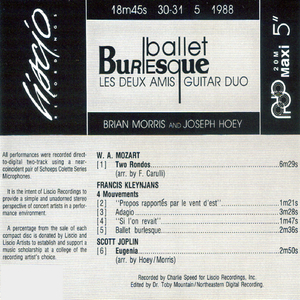 18m45s 30-31 5 1988
Liscio
RECORDINGS
ballet
BURLesque
LES DEUX AMIS GUITAR DUO
BRIAN MORRIS AND JOSEPH HOEY
20M
Maxi 5"
All performances were recorded direct-
to-digital two-track using a near-
coincident pair of Schoeps Colette Series
Microphones.
It is the intent of Liscio Recordings to
provide a simple and unadorned stereo
perspective of concert artists in a perfor-
mance environment.
A percentage from the sale of each
compact disc is donated by Liscio and
Liscio Artists to establish and support a
music scholarship at a college of the
recording artist's choice.
W. A. MOZART
[1] Two Rondos 6m29s
(arr. by F. Carulli)
FRANCIS KLEYNJANS
4 Mouvements
[2] "Propos rapportés par le vent d'est" 1m21s
[3] Adagio 3m28s
[4] "Si l'on revait" 1m47s
[5] Ballet burlesque 2m36s
SCOTT JOPLIN
[6] Eugenia 2m50s
(arr. by Hoey/Morris)
Recorded by Charlie Speed for Liscio Recordings, Inc.
Edited by Dr. Toby Mountain/Northeastern Digital Recording.